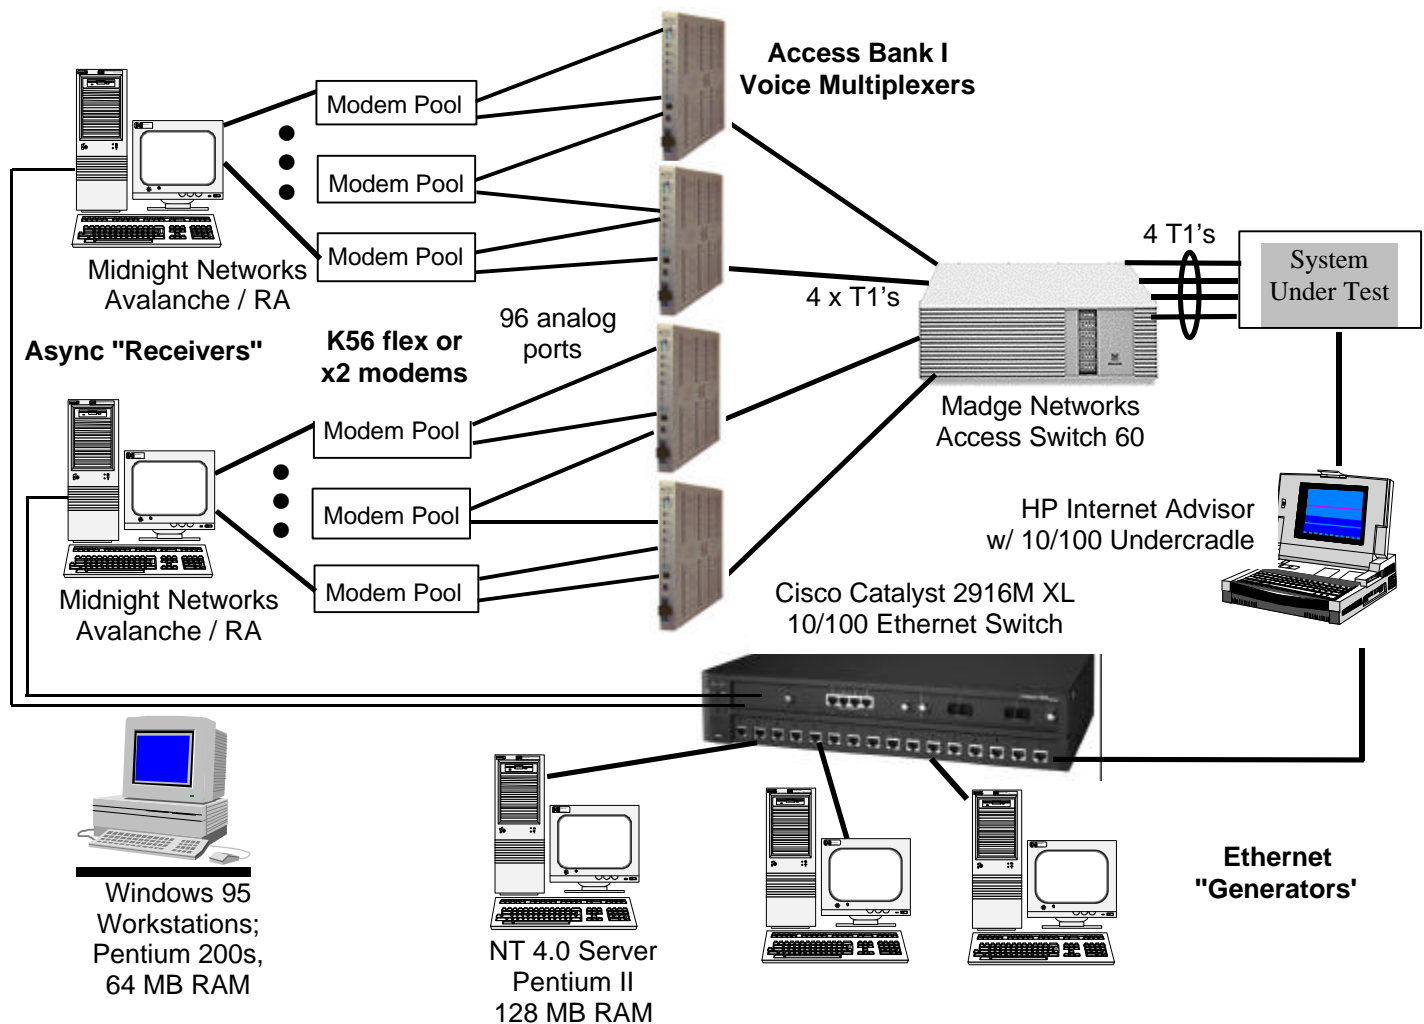 Access Bank I
Voice Multiplexers
Modem Pool
Modem Pool
Modem Pool
Midnight Networks
Avalanche / RA
Async "Receivers"
K56 flex or
x2 modems
96 analog
ports
4 x T1's
4 T1's
System
Under Test
Madge Networks
Access Switch 60
Modem Pool
Modem Pool
Modem Pool
Midnight Networks
Avalanche / RA
HP Internet Advisor
w/ 10/100 Undercradle
Cisco Catalyst 2916M XL
10/100 Ethernet Switch
Windows 95
Workstations;
Pentium 200s,
64 MB RAM
NT 4.0 Server
Pentium II
128 MB RAM
Ethernet
"Generators'